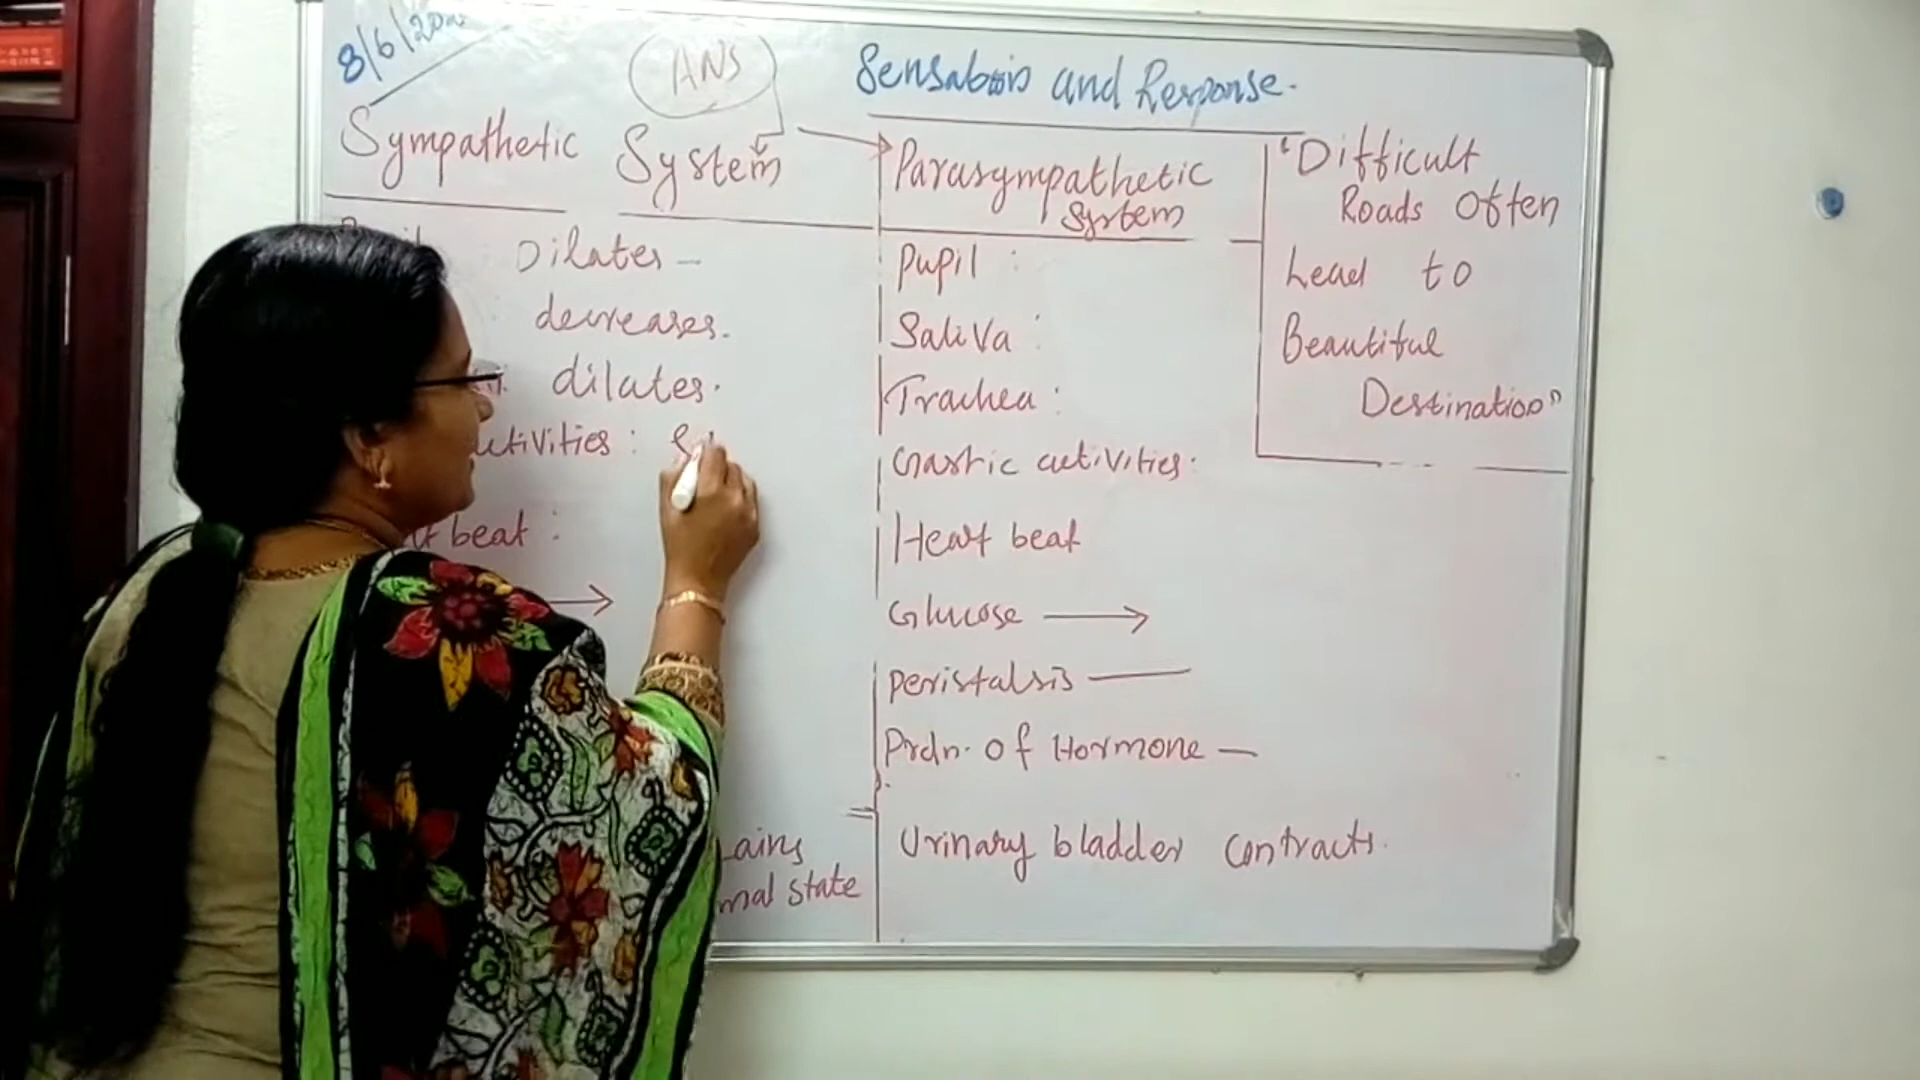 8/6/20
ANS
Sensations and Response.
Sympathetic System
Dilates –
decreases.
dilates.
activities : S
beat :
→
ains
mal state
Parasympathetic
System
Pupil :
Saliva :
Trachea :
Gastric activities :
Heart beat
Glucose →
peristalsis —
Prdn. of Hormone —
Urinary bladder contracts.
"Difficult
Roads Often
Lead to
Beautiful
Destination"